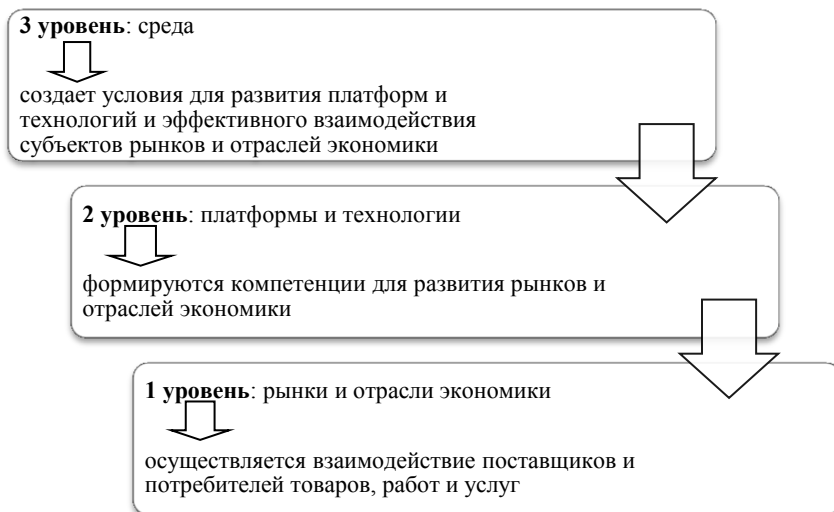 3 уровень: среда
создает условия для развития платформ и
технологий и эффективного взаимодействия
субъектов рынков и отраслей экономики
2 уровень: платформы и технологии
формируются компетенции для развития рынков и
отраслей экономики
1 уровень: рынки и отрасли экономики
осуществляется взаимодействие поставщиков и
потребителей товаров, работ и услуг